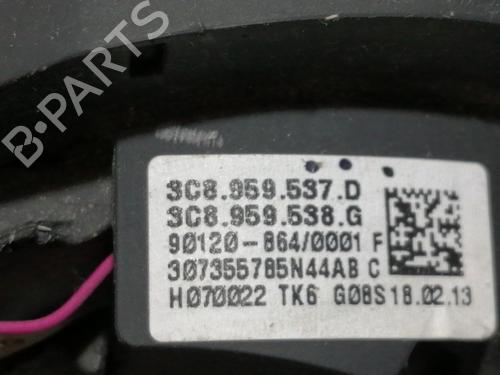 B-PARTS
3C8.959.537.D
3C8.959.538.G
90120-864/0001 F
307355785N44AB C
H070022 TK6 G08S18.02.13